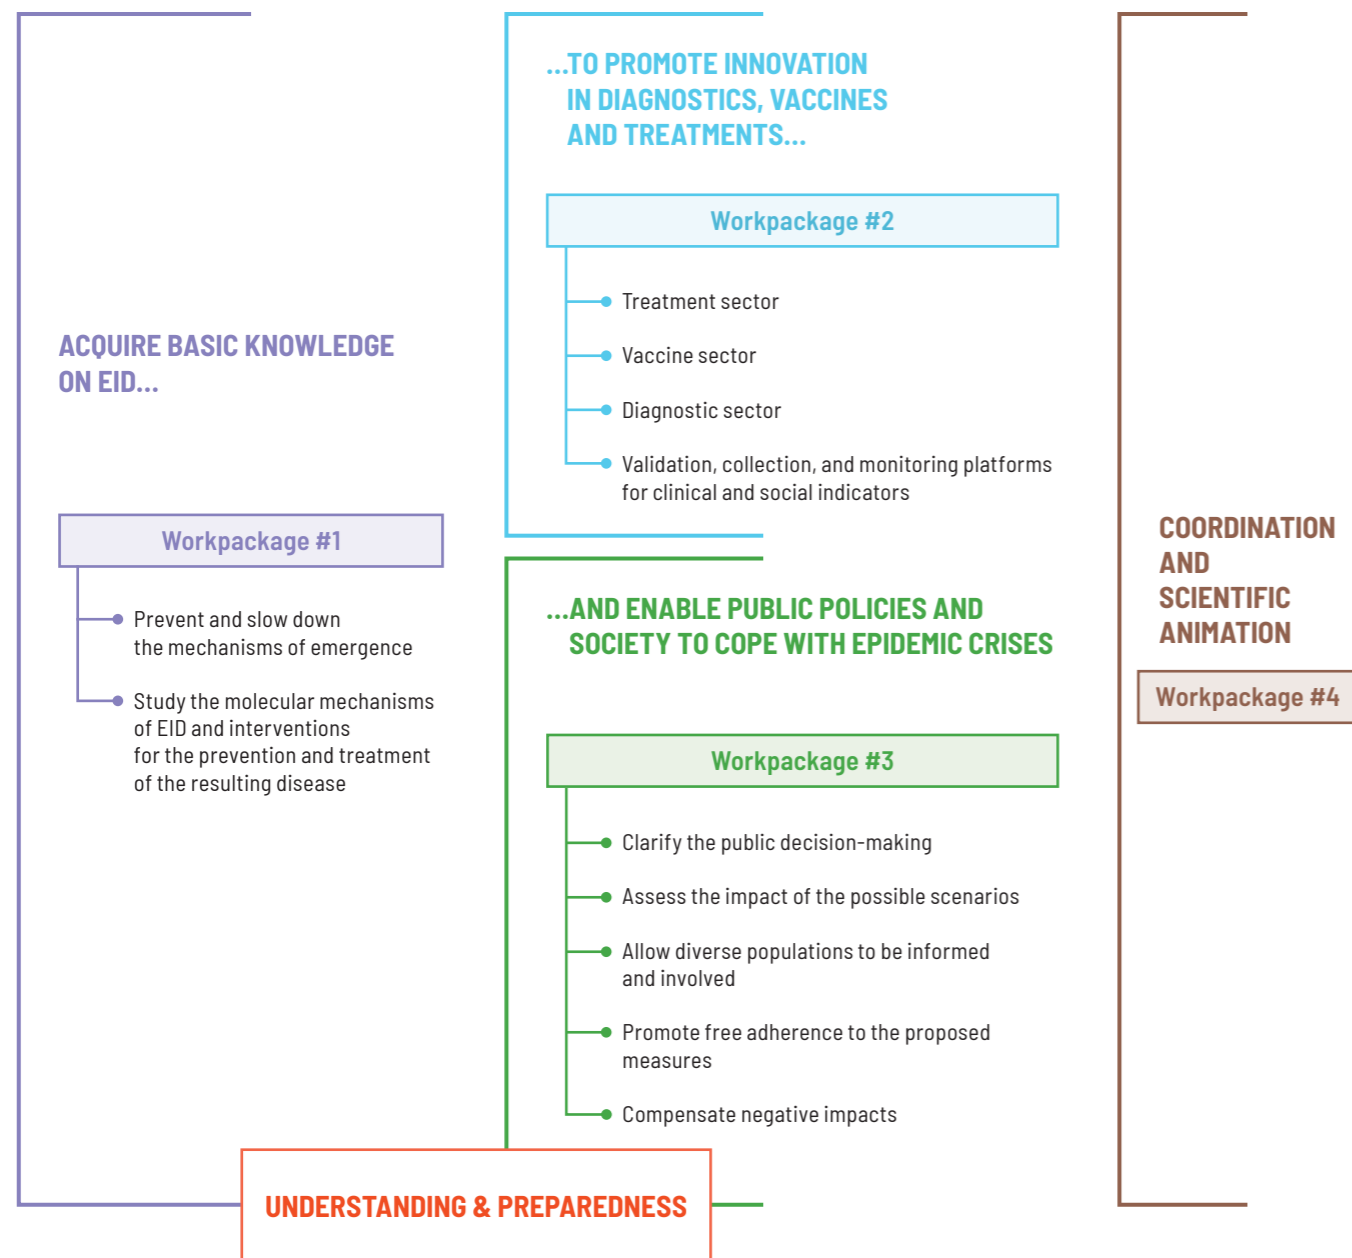 ACQUIRE BASIC KNOWLEDGE
ON EID...
Workpackage #1
Prevent and slow down
the mechanisms of emergence
Study the molecular mechanisms
of EID and interventions
for the prevention and treatment
of the resulting disease
...TO PROMOTE INNOVATION
IN DIAGNOSTICS, VACCINES
AND TREATMENTS...
Workpackage #2
Treatment sector
Vaccine sector
Diagnostic sector
Validation, collection, and monitoring platforms
for clinical and social indicators
...AND ENABLE PUBLIC POLICIES AND
SOCIETY TO COPE WITH EPIDEMIC CRISES
Workpackage #3
Clarify the public decision-making
Assess the impact of the possible scenarios
Allow diverse populations to be informed
and involved
Promote free adherence to the proposed
measures
Compensate negative impacts
UNDERSTANDING & PREPAREDNESS
COORDINATION
AND
SCIENTIFIC
ANIMATION
Workpackage #4